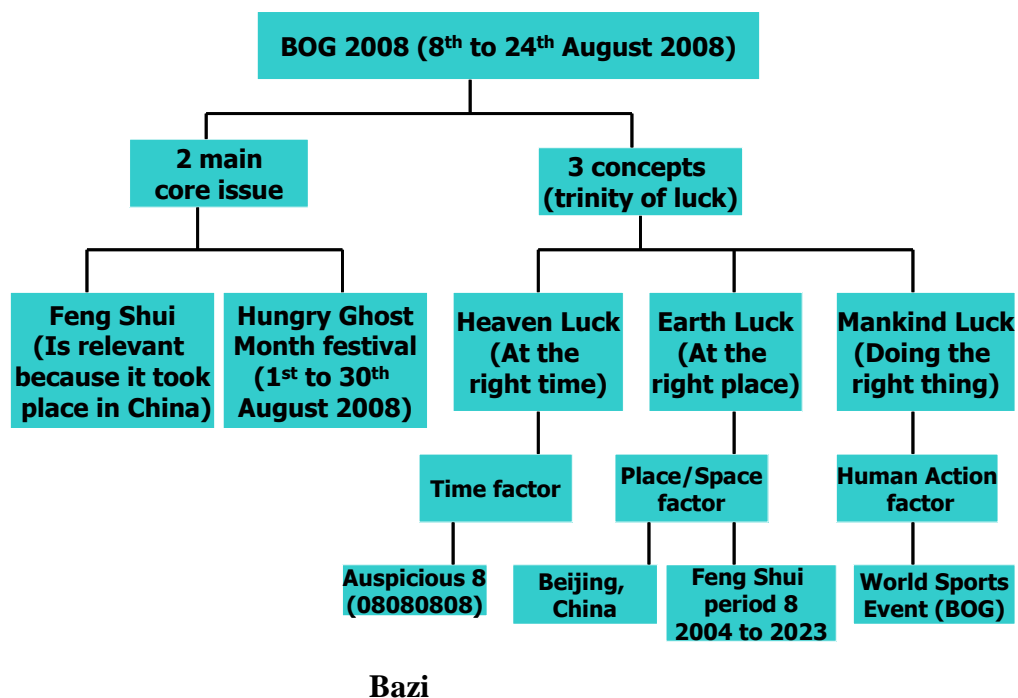 BOG 2008 (8th to 24th August 2008)
2 main
core issue
3 concepts
(trinity of luck)
Feng Shui
(Is relevant
because it took
place in China)
Hungry Ghost
Month festival
(1st to 30th
August 2008)
Heaven Luck
(At the
right time)
Earth Luck
(At the
right place)
Mankind Luck
(Doing the
right thing)
Time factor
Place/Space
factor
Human Action
factor
Auspicious 8
(08080808)
Beijing,
China
Feng Shui
period 8
2004 to 2023
World Sports
Event (BOG)
Bazi